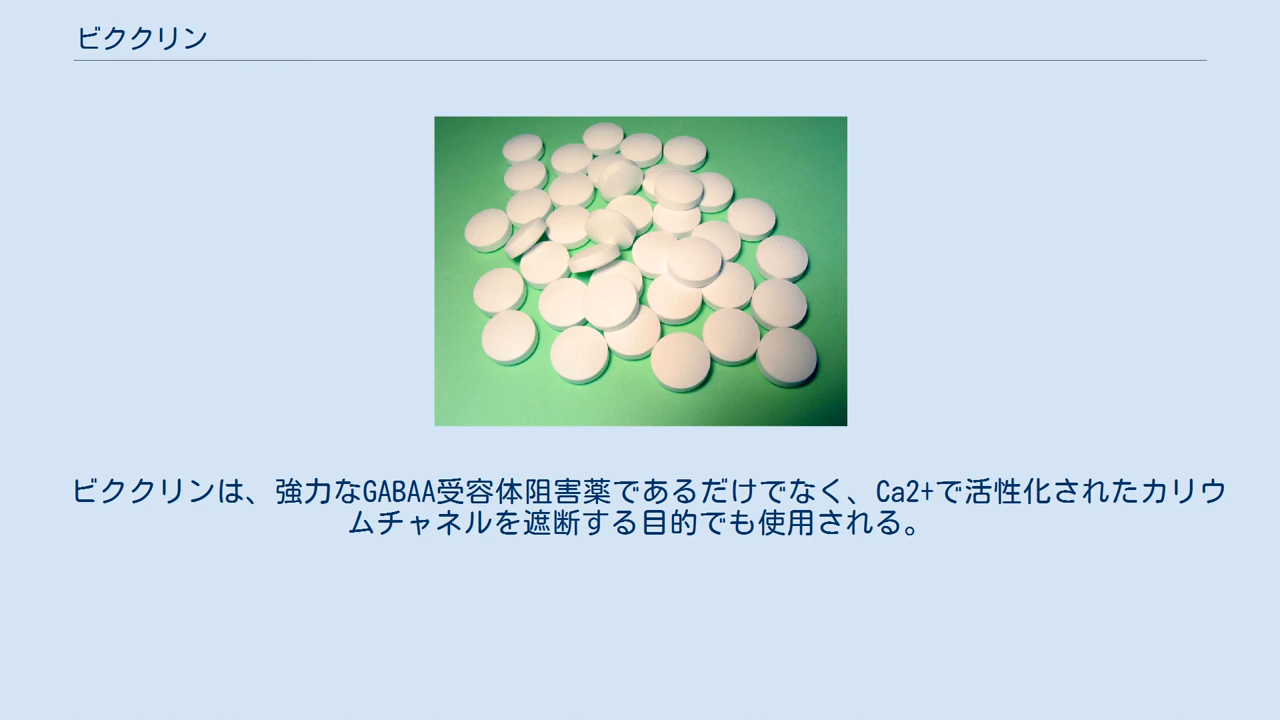 ビククリン
ビククリンは、強力なGABAA受容体阻害薬であるだけでなく、Ca2+で活性化されたカリウ
ムチャネルを遮断する目的でも使用される。